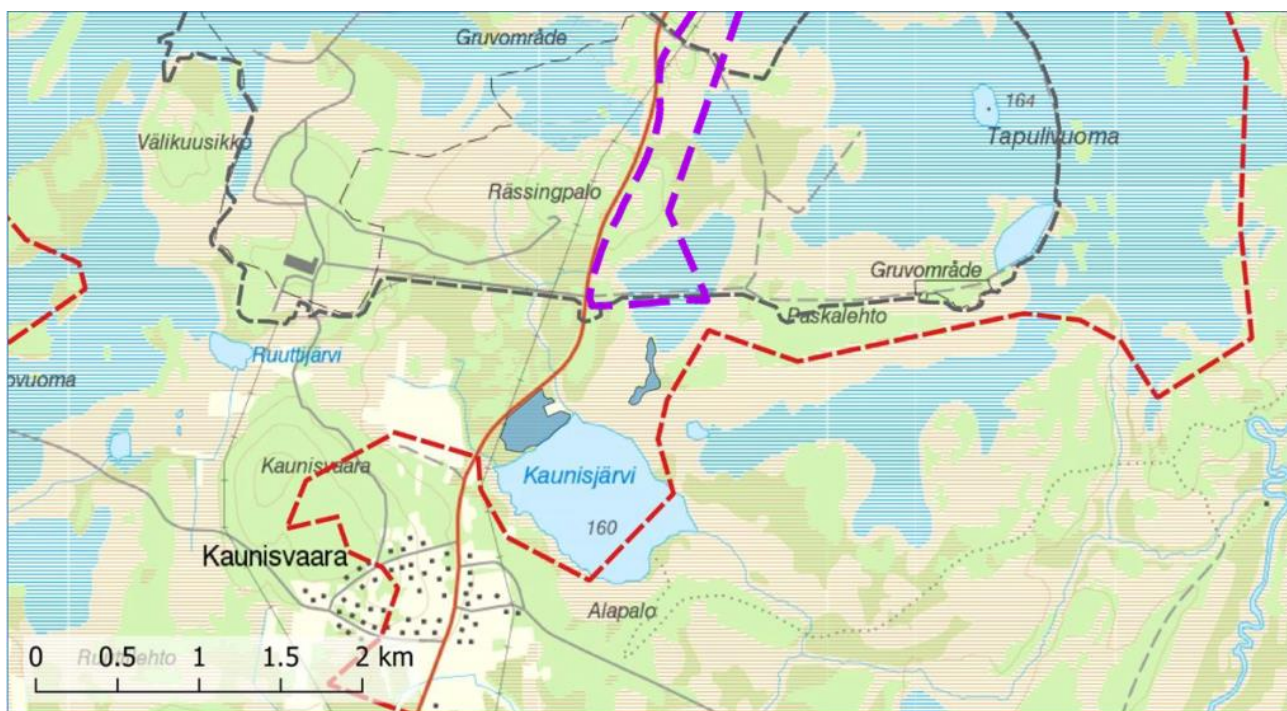 Gruvområde
164
Tapulivuoma
Välikuusikko
Rässingpalo
Gruvområde
Paskalehto
Ruuttijärvi
ovuoma
Kaunisvaara
Kaunisjärvi
160
Kaunisvaara
Alapalo
0 0.5 1 1.5 2 km
Ruuttilehto